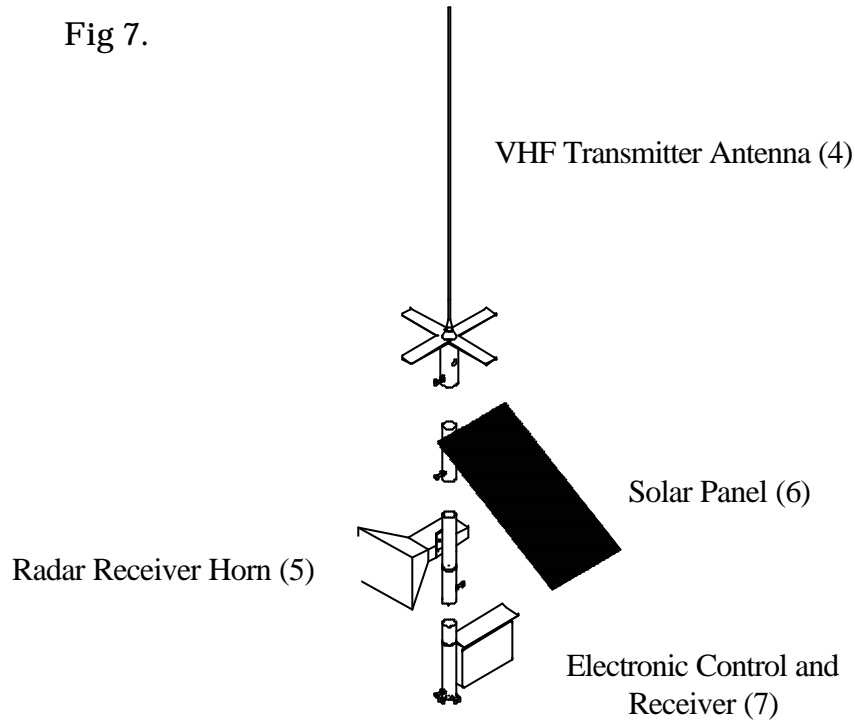 Fig 7.
VHF Transmitter Antenna (4)
Solar Panel (6)
Radar Receiver Horn (5)
Electronic Control and
Receiver (7)